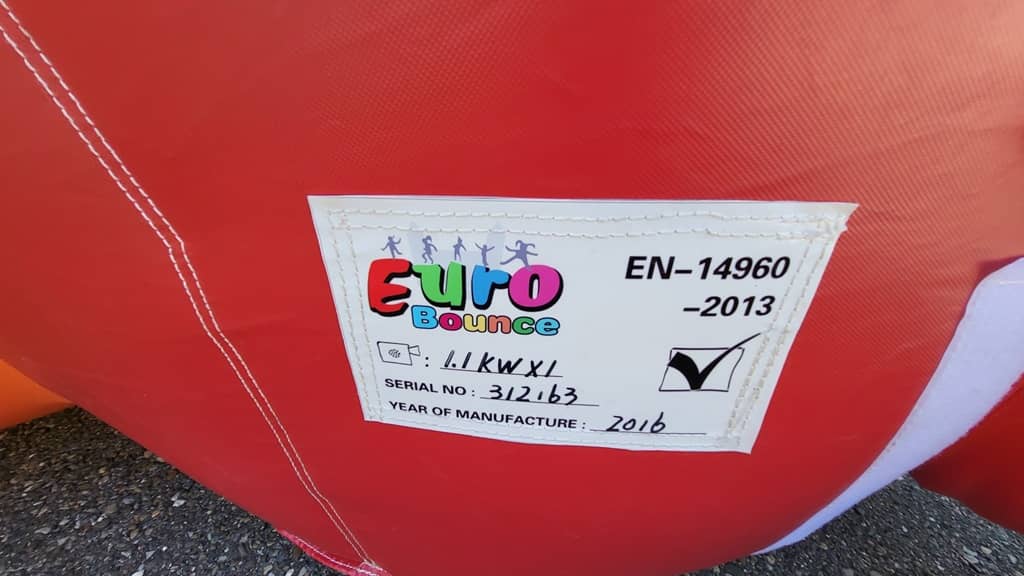 Euro
Bounce
EN-14960
-2013
: 1.1KWX1
SERIAL NO : 312163
YEAR OF MANUFACTURE : 2016